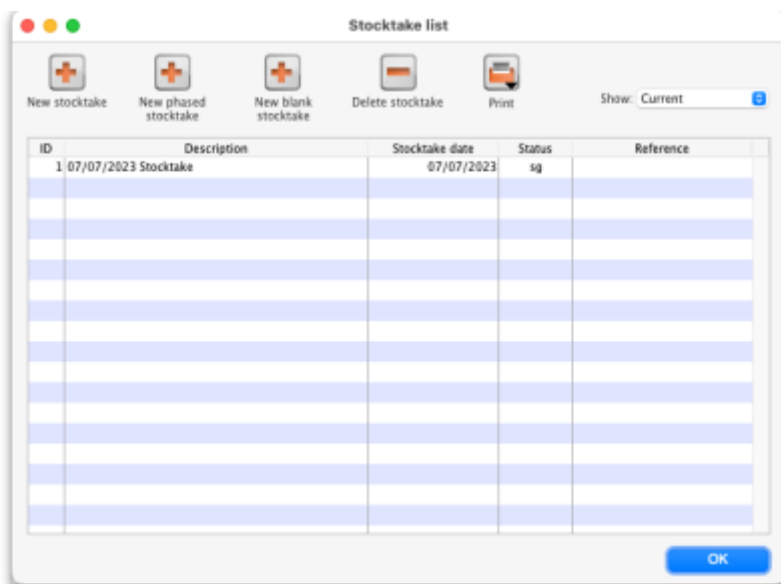 Stocktake list
New stocktake
New phased
stocktake
New blank
stocktake
Delete stocktake
Print
Show: Current
ID Description Stocktake date Status Reference
1 07/07/2023 Stocktake 07/07/2023 sg
OK